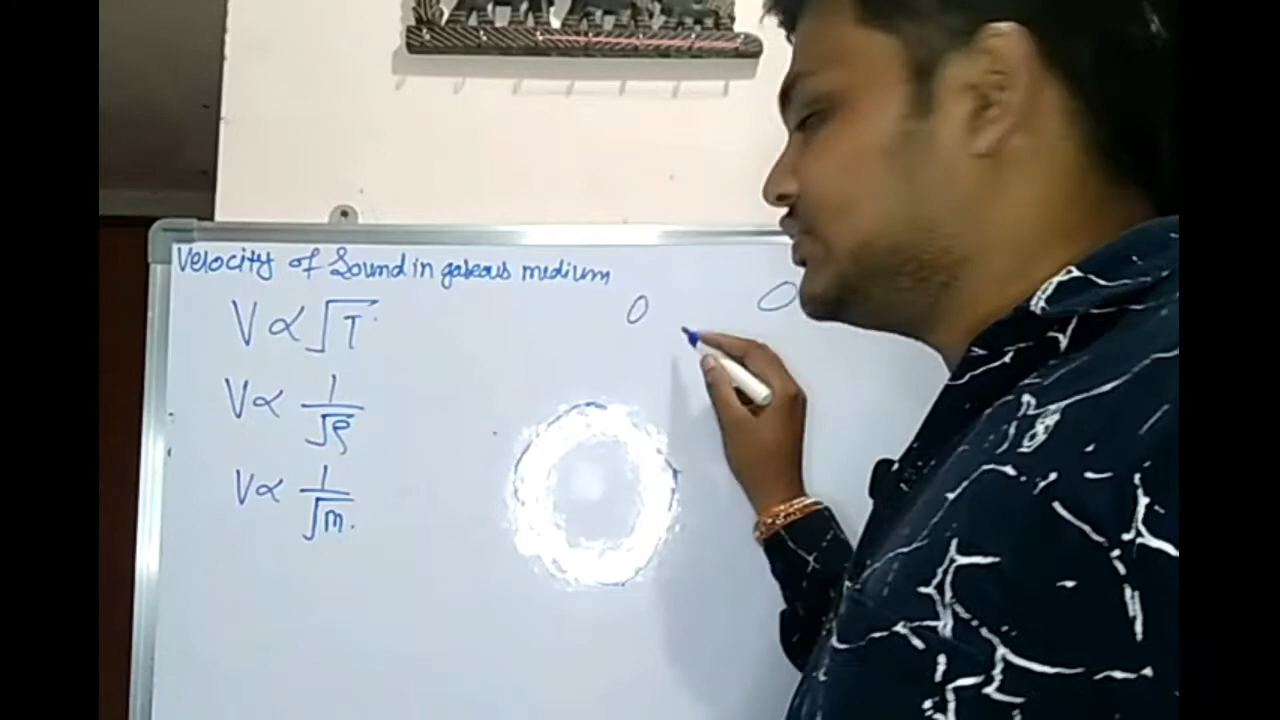 Velocity of Sound in gaseous medium
V ∝ √T
V ∝ 1/√ρ
V ∝ 1/√m.
O O